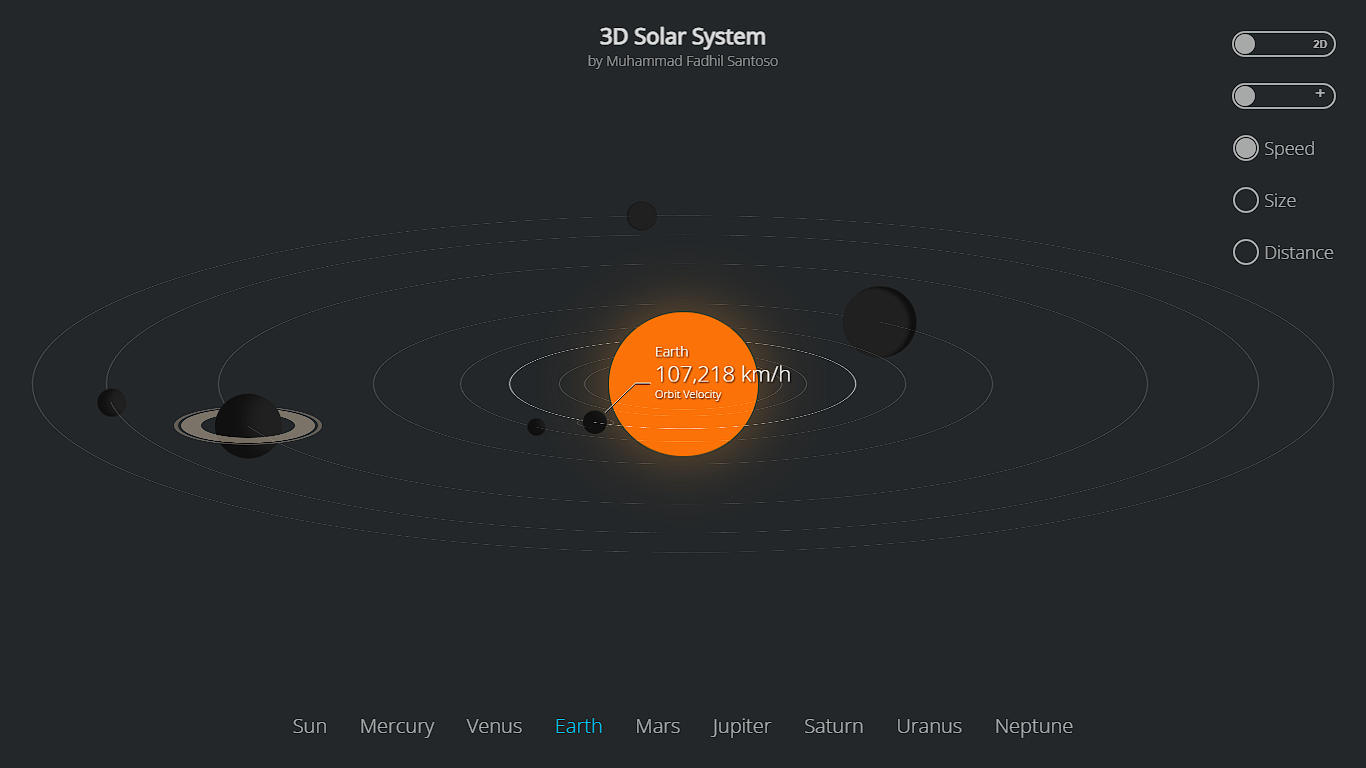 3D Solar System
by Muhammad Fadhil Santoso
2D
+
Speed
Size
Distance
Earth
107,218 km/h
Orbit Velocity
Sun Mercury Venus Earth Mars Jupiter Saturn Uranus Neptune